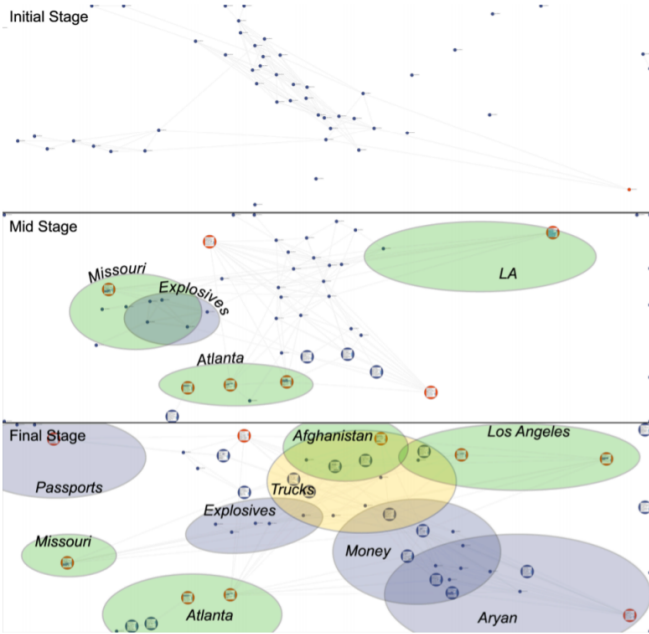 Initial Stage
Mid Stage
Missouri
Explosives
LA
Atlanta
Final Stage
Afghanistan
Los Angeles
Passports
Trucks
Explosives
Missouri
Money
Atlanta
Aryan